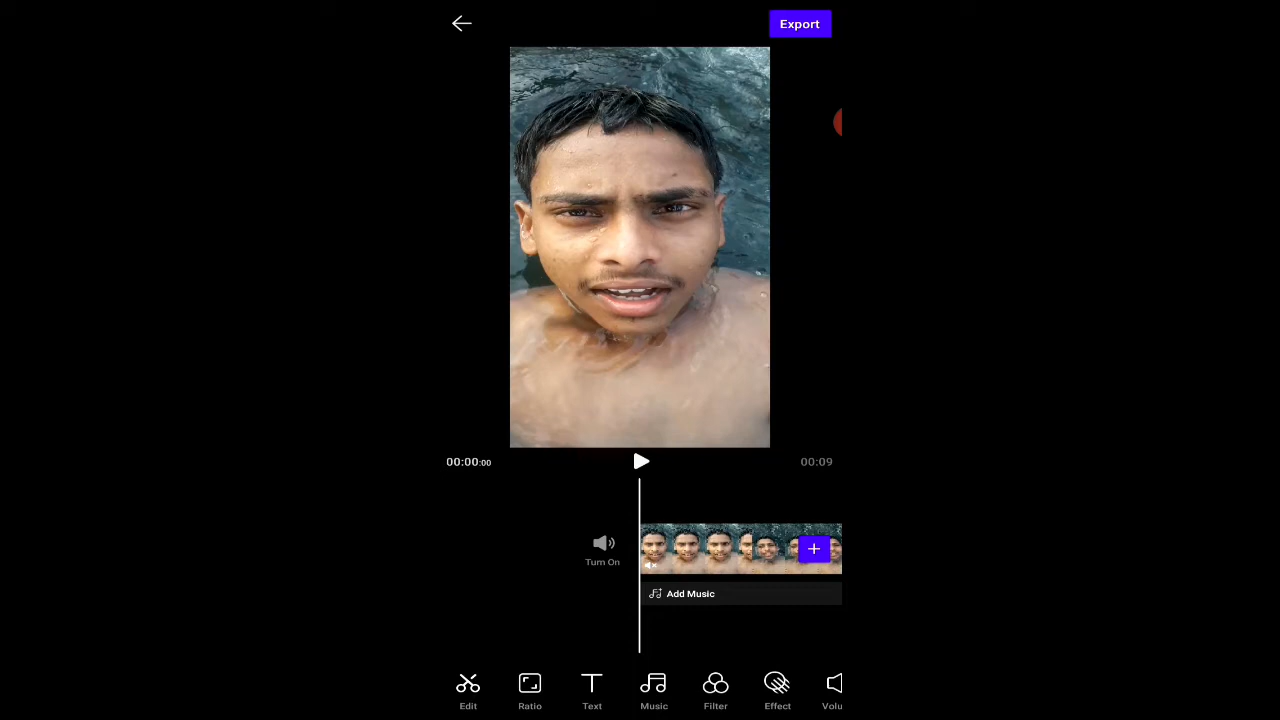 Export
00:00:00
00:09
Turn On
Add Music
Edit
Ratio
Text
Music
Filter
Effect
Volu